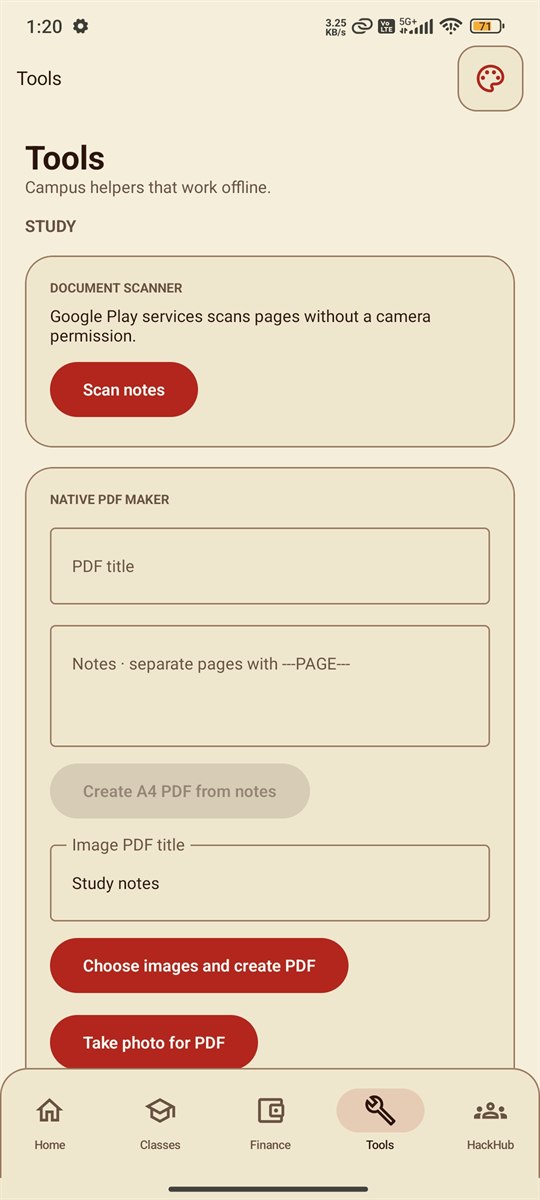 1:20
3.25
KB/s
Vo
LTE
5G+
71
Tools
Tools
Campus helpers that work offline.
STUDY
DOCUMENT SCANNER
Google Play services scans pages without a camera
permission.
Scan notes
NATIVE PDF MAKER
PDF title
Notes · separate pages with ---PAGE---
Create A4 PDF from notes
Image PDF title
Study notes
Choose images and create PDF
Take photo for PDF
Home
Classes
Finance
Tools
HackHub